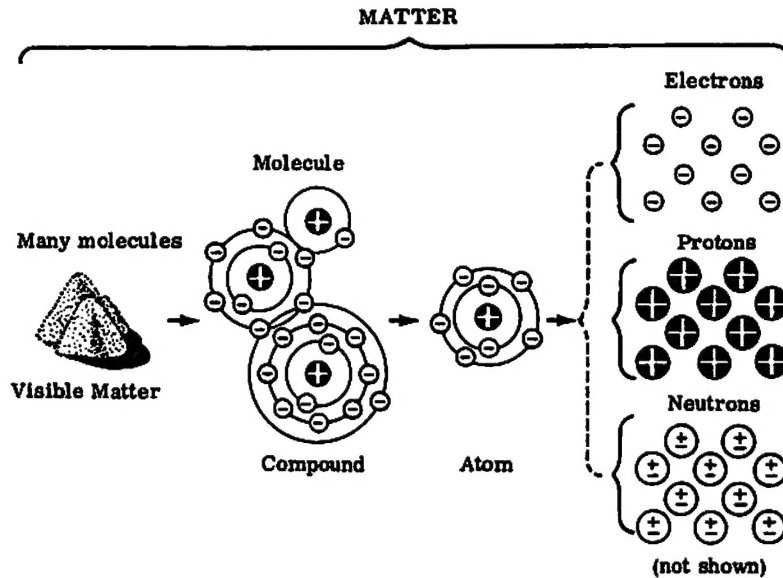 MATTER
Electrons
Molecule
Many molecules
Protons
Visible Matter
Neutrons
Compound
Atom
(not shown)